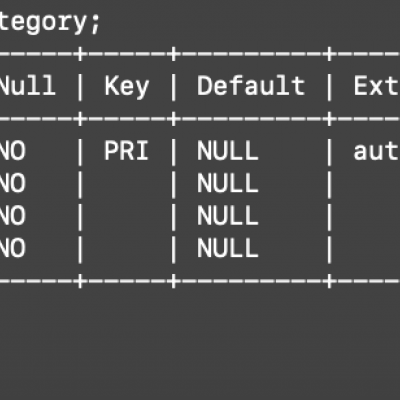 tegory;
-----+-----+---------+----
Null | Key | Default | Ext
-----+-----+---------+----
NO   | PRI | NULL    | aut
NO   |     | NULL    |
NO   |     | NULL    |
NO   |     | NULL    |
-----+-----+---------+----